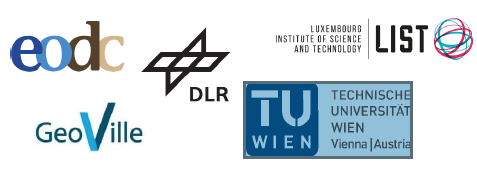 eodc
DLR
LUXEMBOURG
INSTITUTE OF SCIENCE
AND TECHNOLOGY
LIST
GeoVille
TU
WIEN
TECHNISCHE
UNIVERSITÄT
WIEN
Vienna|Austria